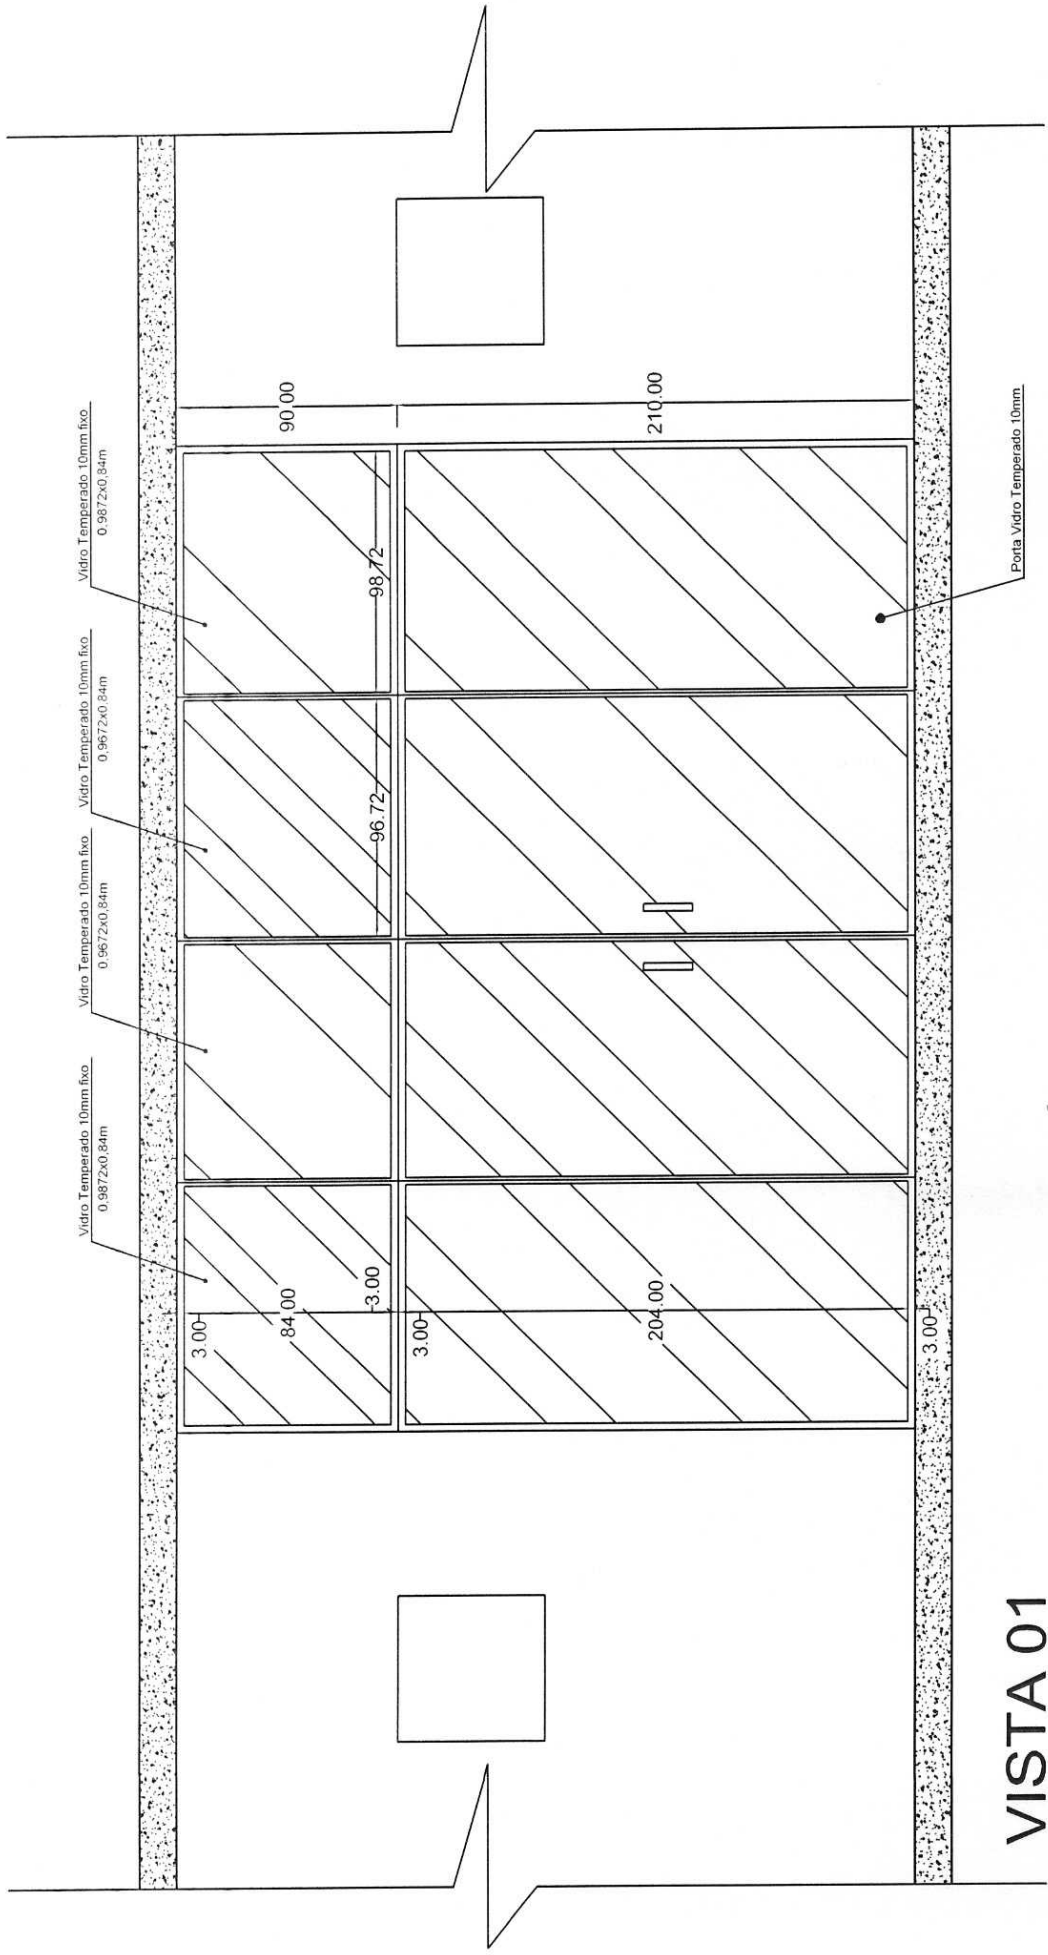 Vidro Temperado 10mm fixo
0,9872x0,84m
Vidro Temperado 10mm fixo
0,9672x0,84m
Vidro Temperado 10mm fixo
0,9672x0,84m
Vidro Temperado 10mm fixo
0,9872x0,84m
3.00
84.00
3.00
96.72
98.72
90.00
3.00
204.00
3.00
210.00
Porta Vidro Temperado 10mm
VISTA 01